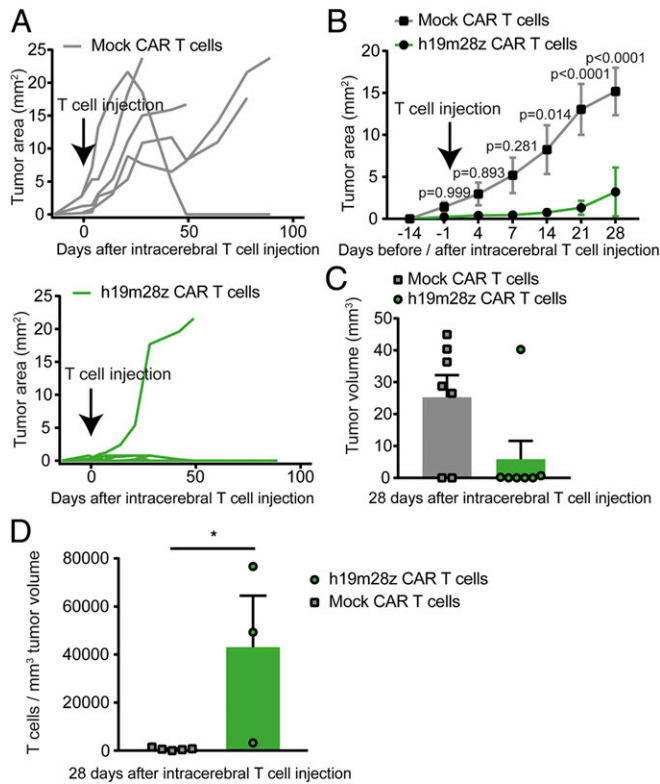 A
Mock CAR T cells
Tumor area (mm²)
25
20
15
10
5
0
T cell injection
0
50
100
Days after intracerebral T cell injection
h19m28z CAR T cells
Tumor area (mm²)
25
20
15
10
5
0
T cell injection
0
50
100
Days after intracerebral T cell injection
B
Mock CAR T cells
h19m28z CAR T cells
Tumor area (mm²)
20
15
10
5
0
T cell injection
p=0.999
p=0.893
p=0.281
p=0.014
p<0.0001
p<0.0001
-14
-1
4
7
14
21
28
Days before / after intracerebral T cell injection
C
Mock CAR T cells
h19m28z CAR T cells
Tumor volume (mm³)
50
40
30
20
10
0
28 days after intracerebral T cell injection
D
T cells / mm³ tumor volume
80000
60000
40000
20000
0
*
h19m28z CAR T cells
Mock CAR T cells
28 days after intracerebral T cell injection